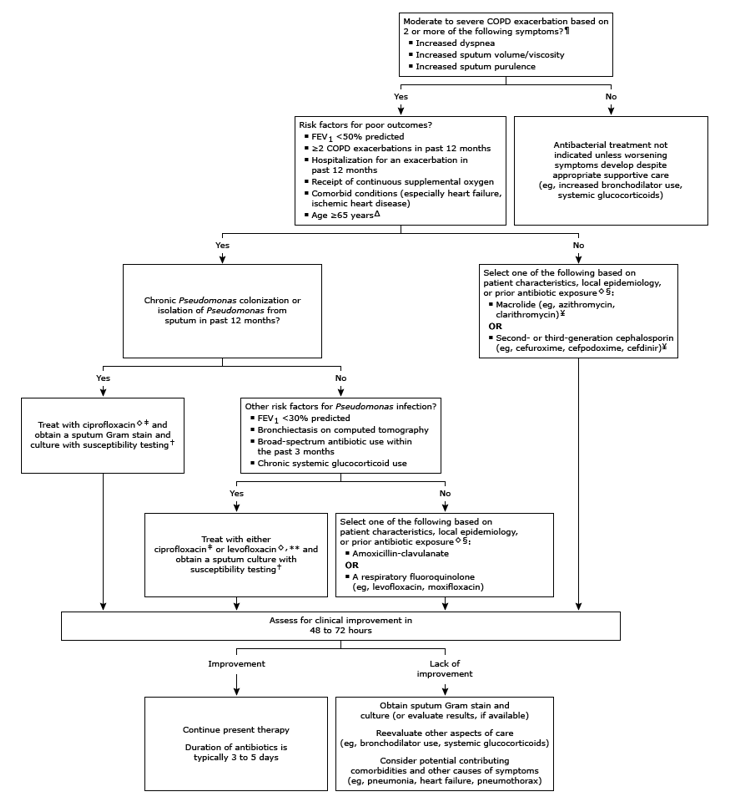 Moderate to severe COPD exacerbation based on
2 or more of the following symptoms?¶
▪ Increased dyspnea
▪ Increased sputum volume/viscosity
▪ Increased sputum purulence
Yes
No
Risk factors for poor outcomes?
▪ FEV1 <50% predicted
▪ ≥2 COPD exacerbations in past 12 months
▪ Hospitalization for an exacerbation in
past 12 months
▪ Receipt of continuous supplemental oxygen
▪ Comorbid conditions (especially heart failure,
ischemic heart disease)
▪ Age ≥65 yearsΔ
Antibacterial treatment not
indicated unless worsening
symptoms develop despite
appropriate supportive care
(eg, increased bronchodilator use,
systemic glucocorticoids)
Yes
No
Chronic Pseudomonas colonization or
isolation of Pseudomonas from
sputum in past 12 months?
Select one of the following based on
patient characteristics, local epidemiology,
or prior antibiotic exposure◇§:
▪ Macrolide (eg, azithromycin,
clarithromycin)¥
OR
▪ Second- or third-generation cephalosporin
(eg, cefuroxime, cefpodoxime, cefdinir)¥
Yes
No
Treat with ciprofloxacin◇‡ and
obtain a sputum Gram stain and
culture with susceptibility testing†
Other risk factors for Pseudomonas infection?
▪ FEV1 <30% predicted
▪ Bronchiectasis on computed tomography
▪ Broad-spectrum antibiotic use within
the past 3 months
▪ Chronic systemic glucocorticoid use
Yes
No
Treat with either
ciprofloxacin‡ or levofloxacin◇,** and
obtain a sputum culture with
susceptibility testing†
Select one of the following based on
patient characteristics, local epidemiology,
or prior antibiotic exposure◇§:
▪ Amoxicillin-clavulanate
OR
▪ A respiratory fluoroquinolone
(eg, levofloxacin, moxifloxacin)
Assess for clinical improvement in
48 to 72 hours
Improvement
Lack of
improvement
Continue present therapy
Duration of antibiotics is
typically 3 to 5 days
Obtain sputum Gram stain and
culture (or evaluate results, if available)
Reevaluate other aspects of care
(eg, bronchodilator use, systemic glucocorticoids)
Consider potential contributing
comorbidities and other causes of symptoms
(eg, pneumonia, heart failure, pneumothorax)